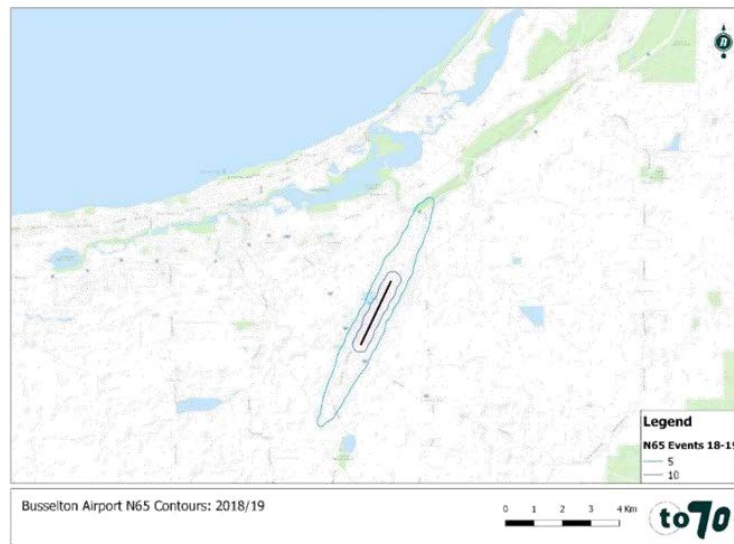 n
Legend
N65 Events 18-19
5
10
Busselton Airport N65 Contours: 2018/19
0 1 2 3 4 Km
to70